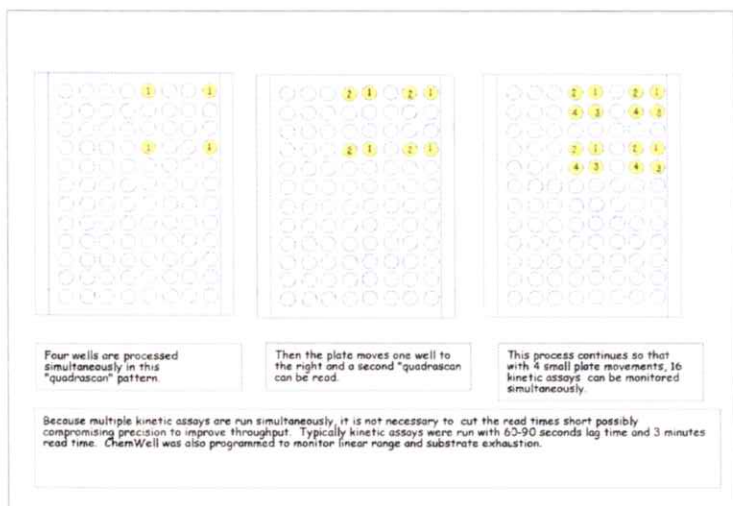 1 1
1 1
2 1 2 1
2 1 2 1
2 1 2 1
4 3 4 3
2 1 2 1
4 3 4 3
Four wells are processed
simultaneously in this
"quadrascan" pattern.
Then the plate moves one well to
the right and a second "quadrascan
can be read.
This process continues so that
with 4 small plate movements, 16
kinetic assays can be monitored
simultaneously.
Because multiple kinetic assays are run simultaneously, it is not necessary to cut the read times short possibly
compromising precision to improve throughput. Typically kinetic assays were run with 60-90 seconds lag time and 3 minutes
read time. ChemWell was also programmed to monitor linear range and substrate exhaustion.